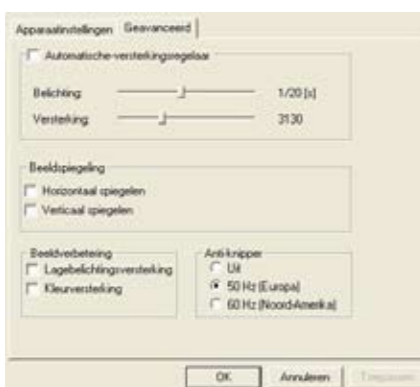 Apparaatinstellingen Geavanceerd
Automatische-versterkingsregelaar
Belichting 1/20 [s]
Versterking 3130
Beeldspiegeling
Horizontaal spiegelen
Verticaal spiegelen
Beeldverbetering
Lagebelichtingsversterking
Kleurversterking
Anti-knipper
Uit
50 Hz (Europa)
60 Hz (Noord-Amerika)
OK Annuleren Toepassen